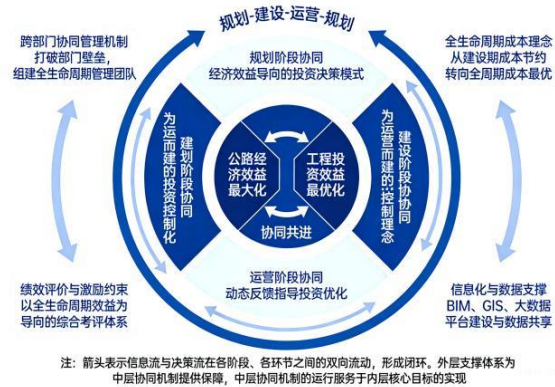 规划-建设-运营-规划
跨部门协同管理机制
打破部门壁垒，
组建全生命周期管理团队
全生命周期成本理念
从建设期成本节约
转向全周期成本最优
规划阶段协同
经济效益导向的投资决策模式
建划阶段协同
为运而建的投资控制化
公路经
济效益
最大化
工程投
资效益
最优化
协同共进
建设阶段协协同
为运营而建的:控制理念
运营阶段协同
动态反馈指导投资优化
绩效评价与激励约束
以全生命周期效益为
导向的综合考评体系
信息化与数据支撑
BIM、GIS、大数据
平台建设与数据共享
注：箭头表示信息流与决策流在各阶段、各环节之间的双向流动，形成闭环。外层支撑体系为
中层协同机制提供保障，中层协同机制的运行服务于内层核心目标的实现